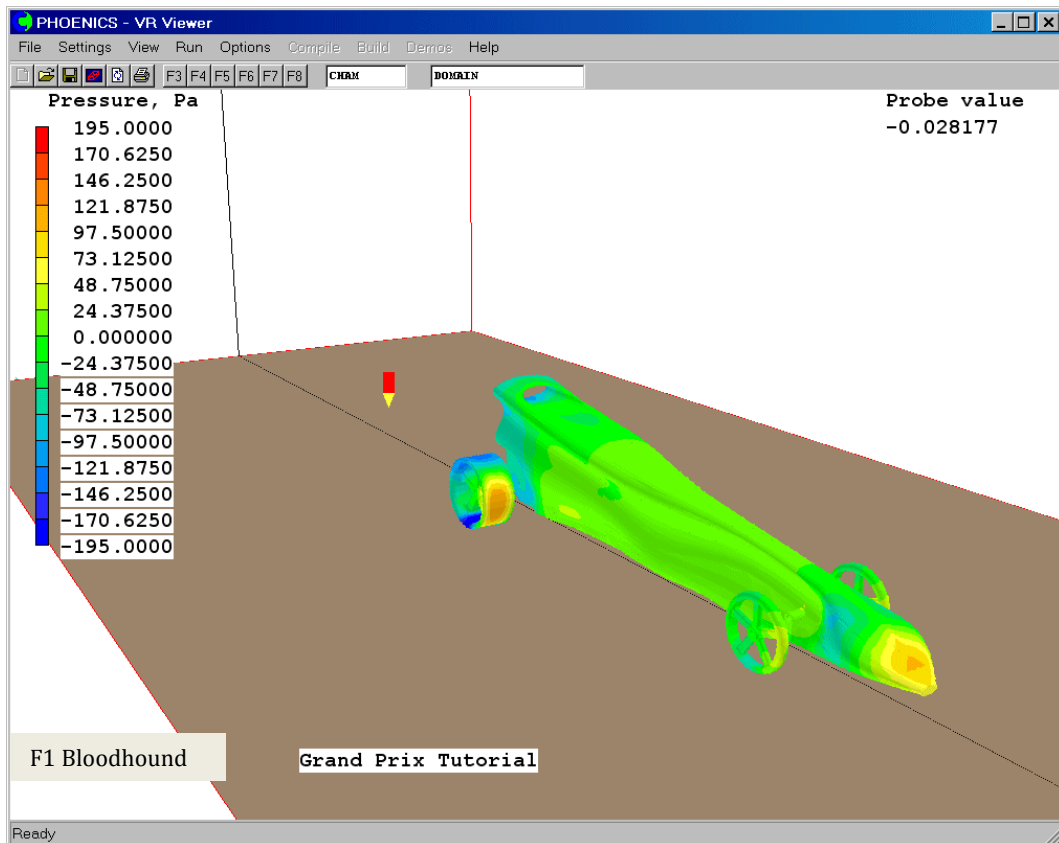 PHOENICS - VR Viewer
File Settings View Run Options Compile Build Demos Help
F3 F4 F5 F6 F7 F8 CHAM DOMAIN
Pressure, Pa
195.0000
170.6250
146.2500
121.8750
97.50000
73.12500
48.75000
24.37500
0.000000
-24.37500
-48.75000
-73.12500
-97.50000
-121.8750
-146.2500
-170.6250
-195.0000
Probe value
-0.028177
F1 Bloodhound
Grand Prix Tutorial
Ready